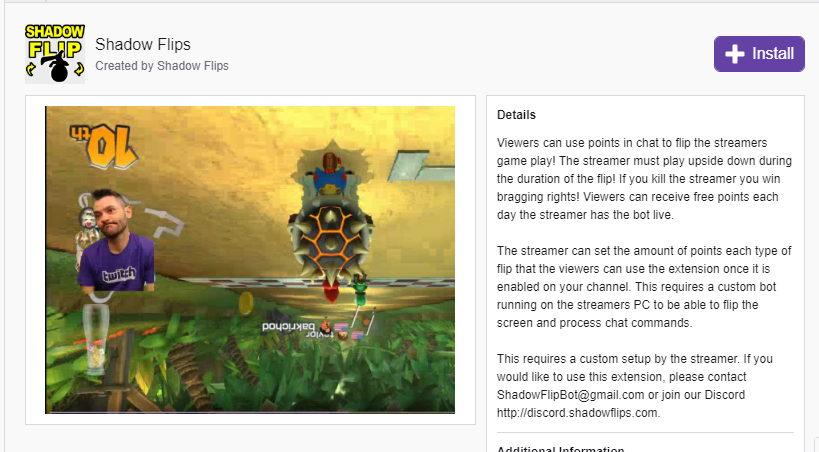 SHADOW
FLIP
Shadow Flips
Created by Shadow Flips
Install
10th
twitch
bakrichod
taylor
Details
Viewers can use points in chat to flip the streamers
game play! The streamer must play upside down during
the duration of the flip! If you kill the streamer you win
bragging rights! Viewers can receive free points each
day the streamer has the bot live.
The streamer can set the amount of points each type of
flip that the viewers can use the extension once it is
enabled on your channel. This requires a custom bot
running on the streamers PC to be able to flip the
screen and process chat commands.
This requires a custom setup by the streamer. If you
would like to use this extension, please contact
ShadowFlipBot@gmail.com or join our Discord
http://discord.shadowflips.com.
Additional Information